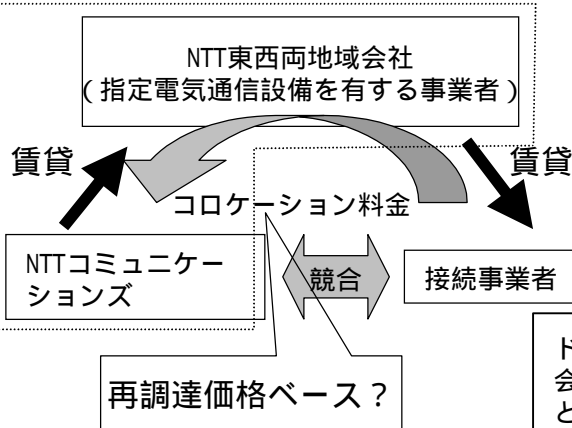 NTT東西両地域会社
(指定電気通信設備を有する事業者)
賃貸
賃貸
コロケーション料金
NTTコミュニケー
ションズ
競合
接続事業者
再調達価格ベース？
ド
会
と